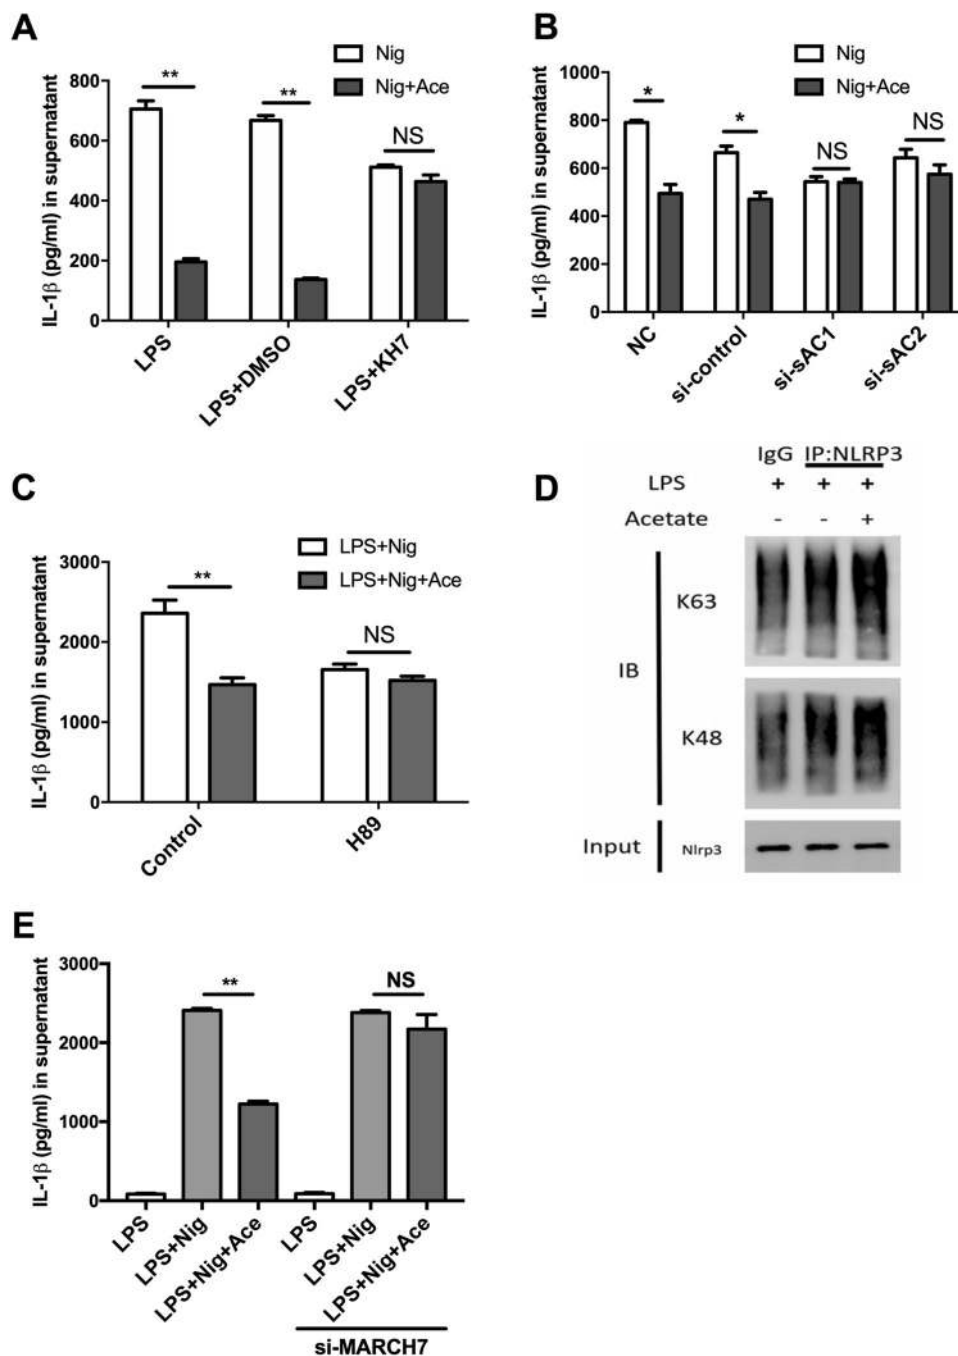 A
Nig
Nig+Ace
IL-1β (pg/ml) in supernatant
800
600
400
200
0
**
**
NS
LPS
LPS+DMSO
LPS+KH7
B
Nig
Nig+Ace
IL-1β (pg/ml) in supernatant
1000
800
600
400
200
0
*
*
NS
NS
NC
si-control
si-sAC1
si-sAC2
C
LPS+Nig
LPS+Nig+Ace
IL-1β (pg/ml) in supernatant
3000
2000
1000
0
**
NS
Control
H89
D
IgG IP:NLRP3
LPS + + +
Acetate - - +
IB
K63
K48
Input
Nlrp3
E
IL-1β (pg/ml) in supernatant
3000
2000
1000
0
**
NS
LPS
LPS+Nig
LPS+Nig+Ace
LPS
LPS+Nig
LPS+Nig+Ace
si-MARCH7